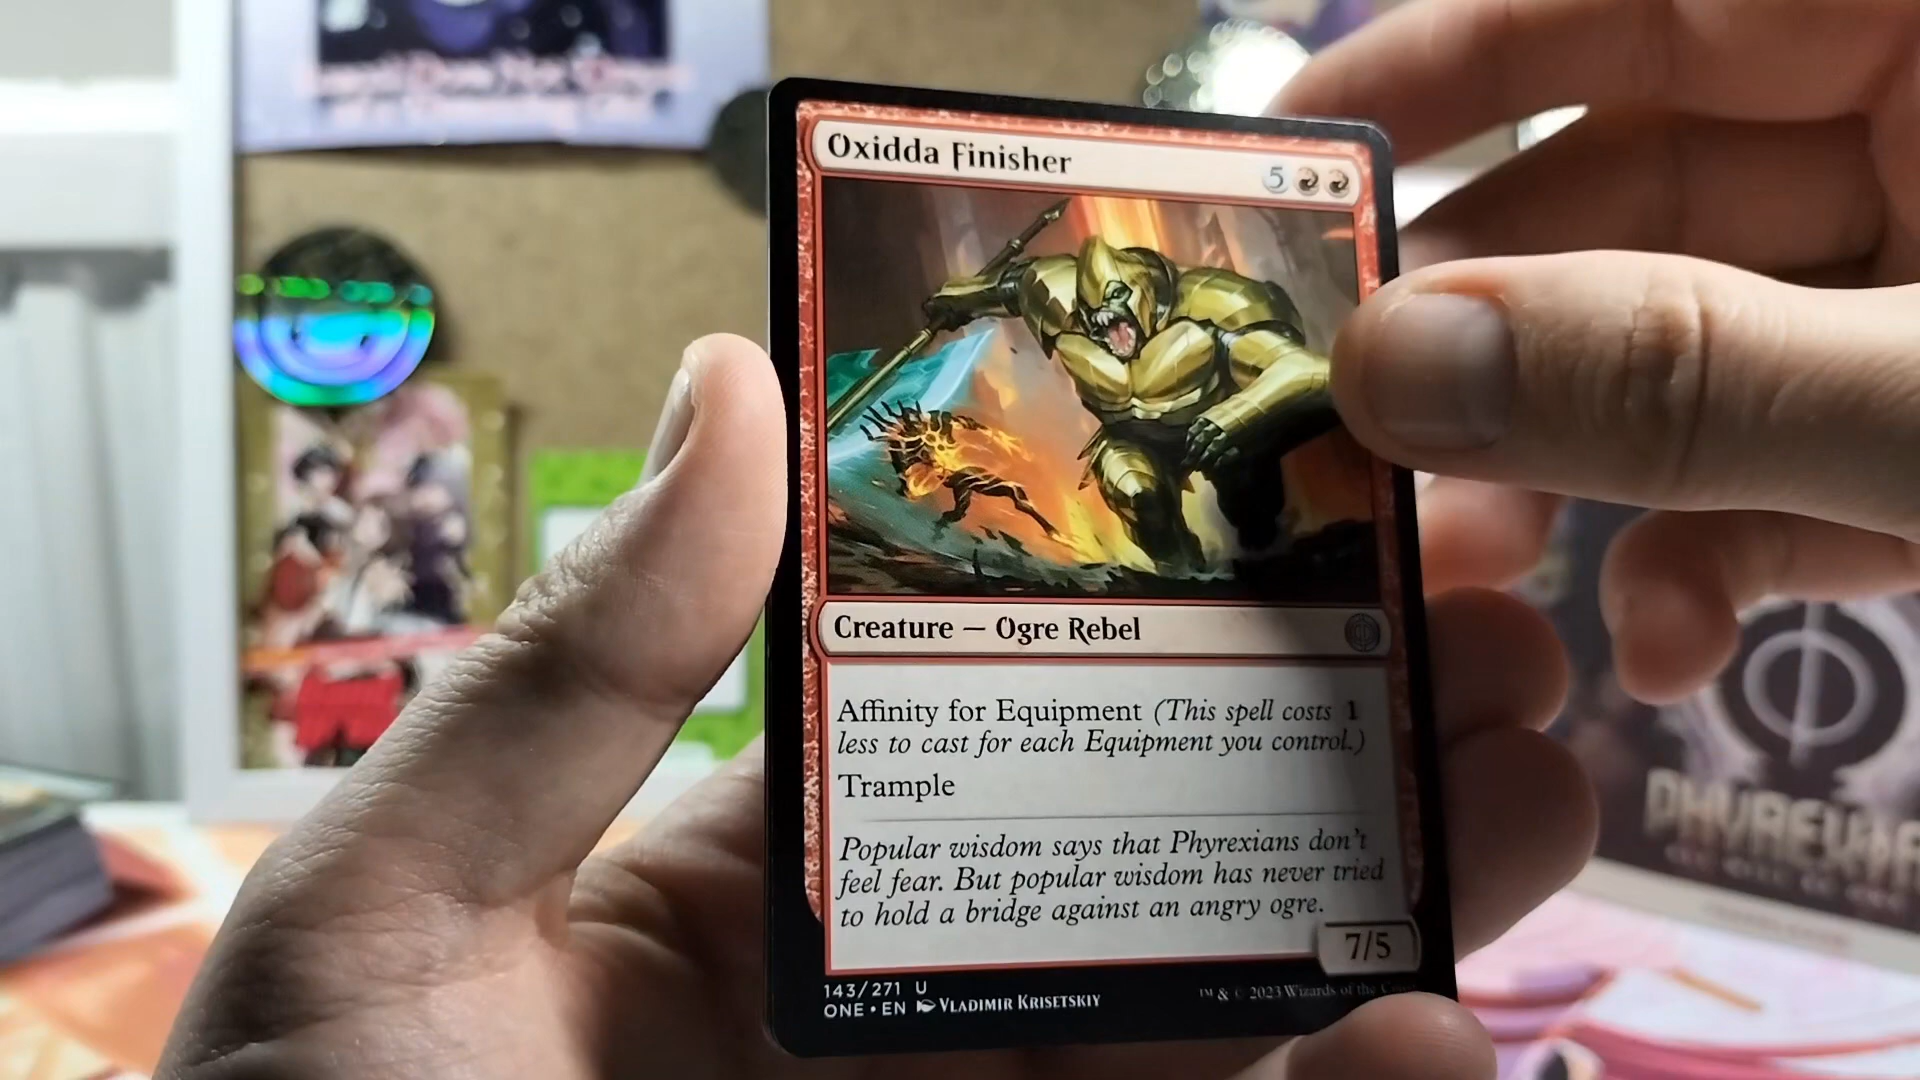 Oxidda Finisher
5
Creature — Ogre Rebel
Affinity for Equipment (This spell costs 1
less to cast for each Equipment you control.)
Trample
Popular wisdom says that Phyrexians don't
feel fear. But popular wisdom has never tried
to hold a bridge against an angry ogre.
7/5
143/271 U
ONE • EN VLADIMIR KRISETSKIY
™ & © 2023 Wizards of the Coast
PHYREXIA